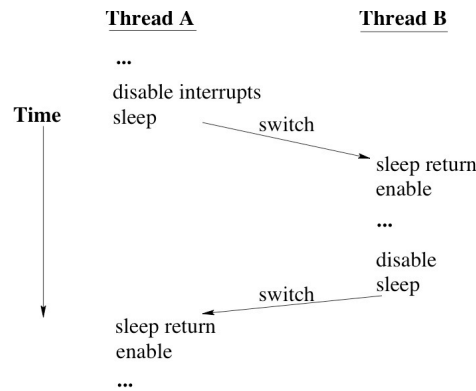 Thread A Thread B
...
disable interrupts
Time
sleep
switch
sleep return
enable
...
disable
sleep
switch
sleep return
enable
...